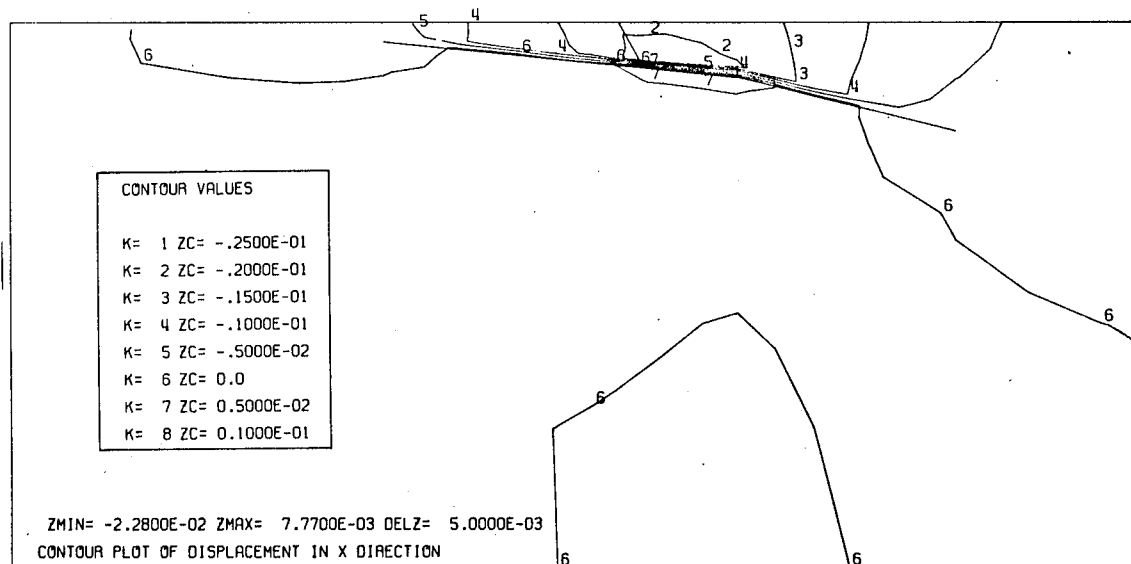 5 4 2 3
6 6 4 6 6 7 2 5 4 3 4
CONTOUR VALUES
K= 1 ZC= -.2500E-01
K= 2 ZC= -.2000E-01
K= 3 ZC= -.1500E-01
K= 4 ZC= -.1000E-01
K= 5 ZC= -.5000E-02
K= 6 ZC= 0.0
K= 7 ZC= 0.5000E-02
K= 8 ZC= 0.1000E-01
6
6
6
ZMIN= -2.2800E-02 ZMAX= 7.7700E-03 DELZ= 5.0000E-03
CONTOUR PLOT OF DISPLACEMENT IN X DIRECTION
6 6